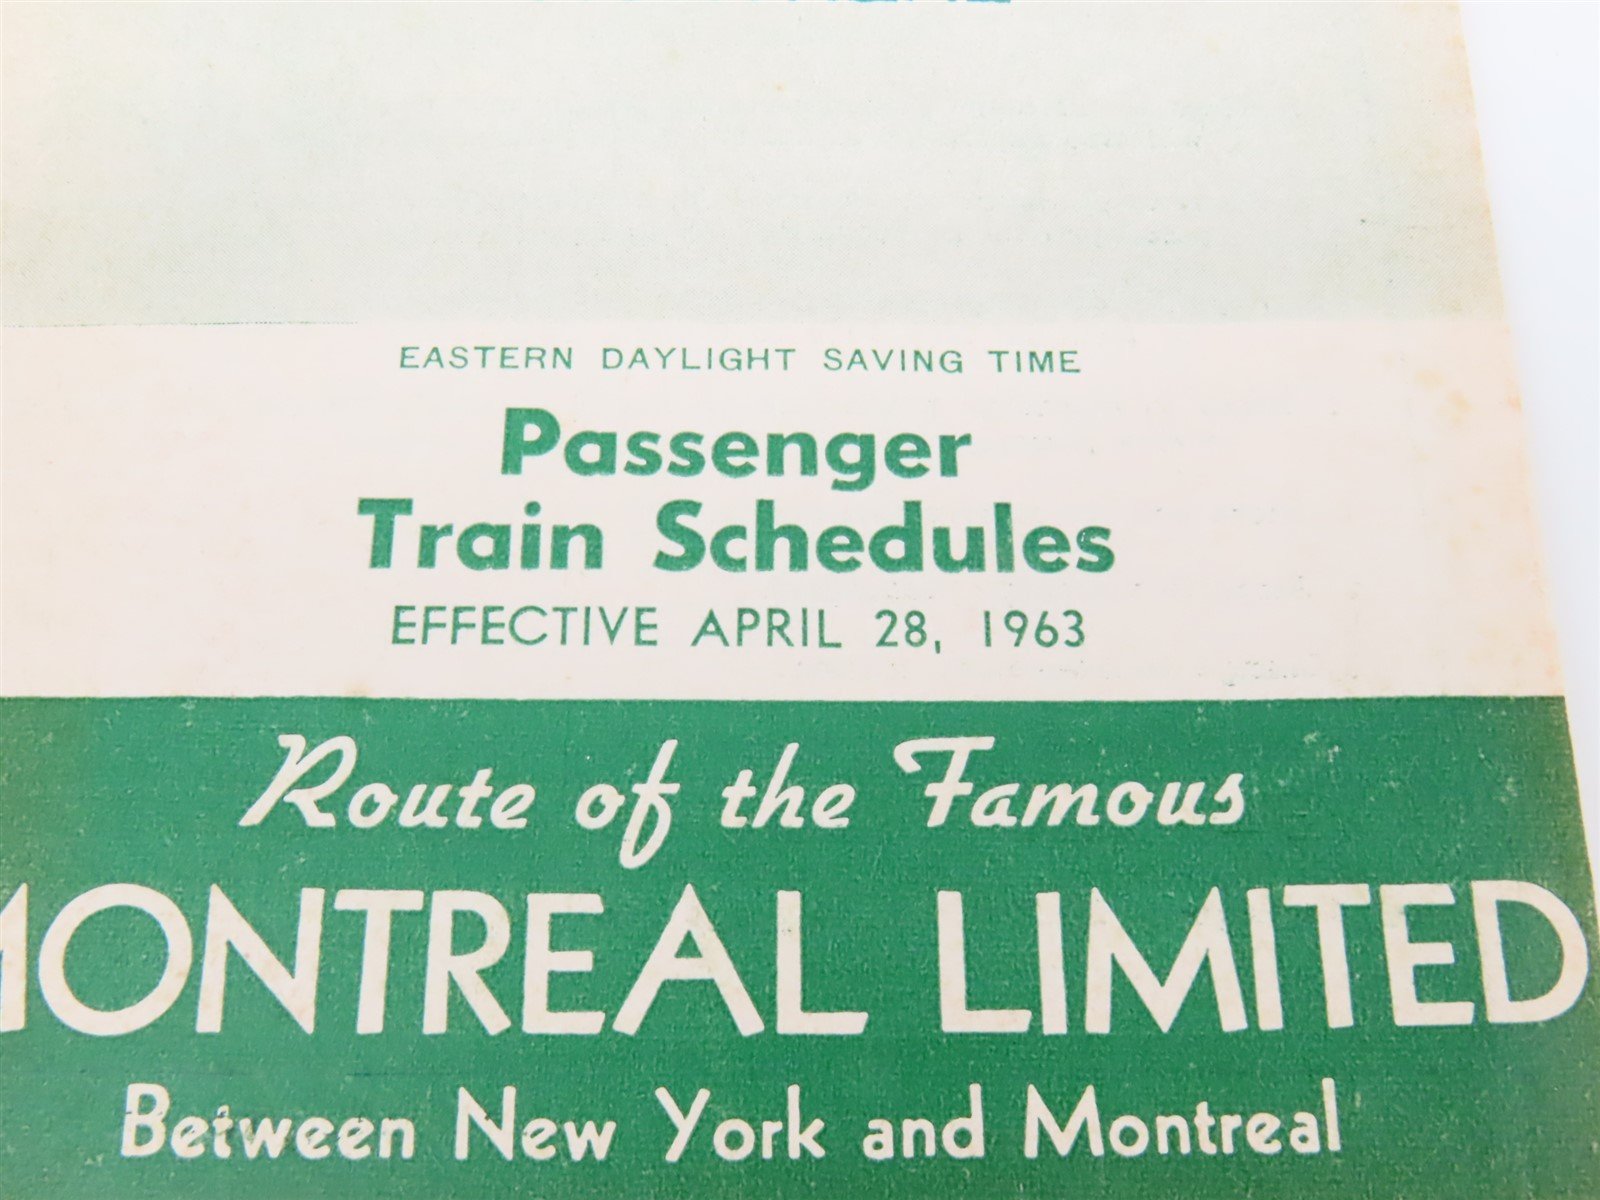 EASTERN DAYLIGHT SAVING TIME
Passenger
Train Schedules
EFFECTIVE APRIL 28, 1963
Route of the Famous
MONTREAL LIMITED
Between New York and Montreal